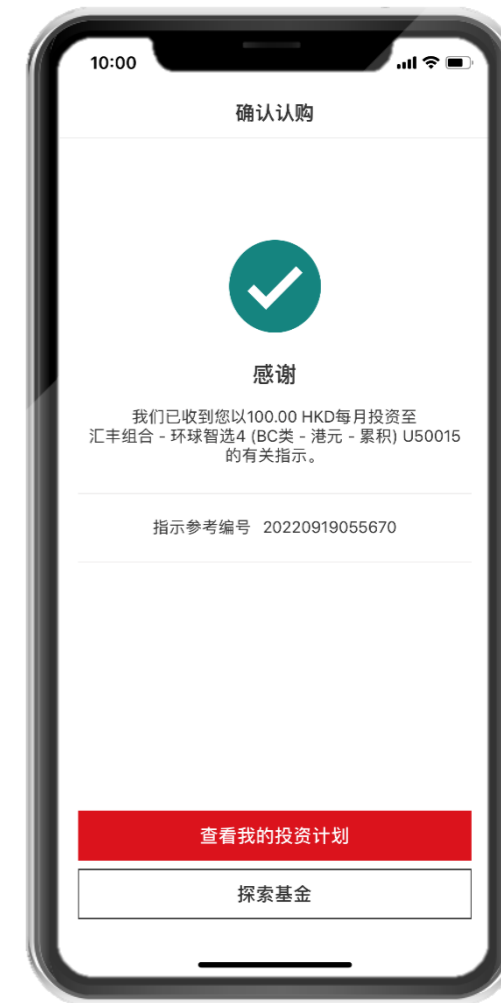 10:00
确认认购
感谢
我们已收到您以100.00 HKD每月投资至
汇丰组合 - 环球智选4 (BC类 - 港元 - 累积) U50015
的有关指示。
指示参考编号 20220919055670
查看我的投资计划
探索基金